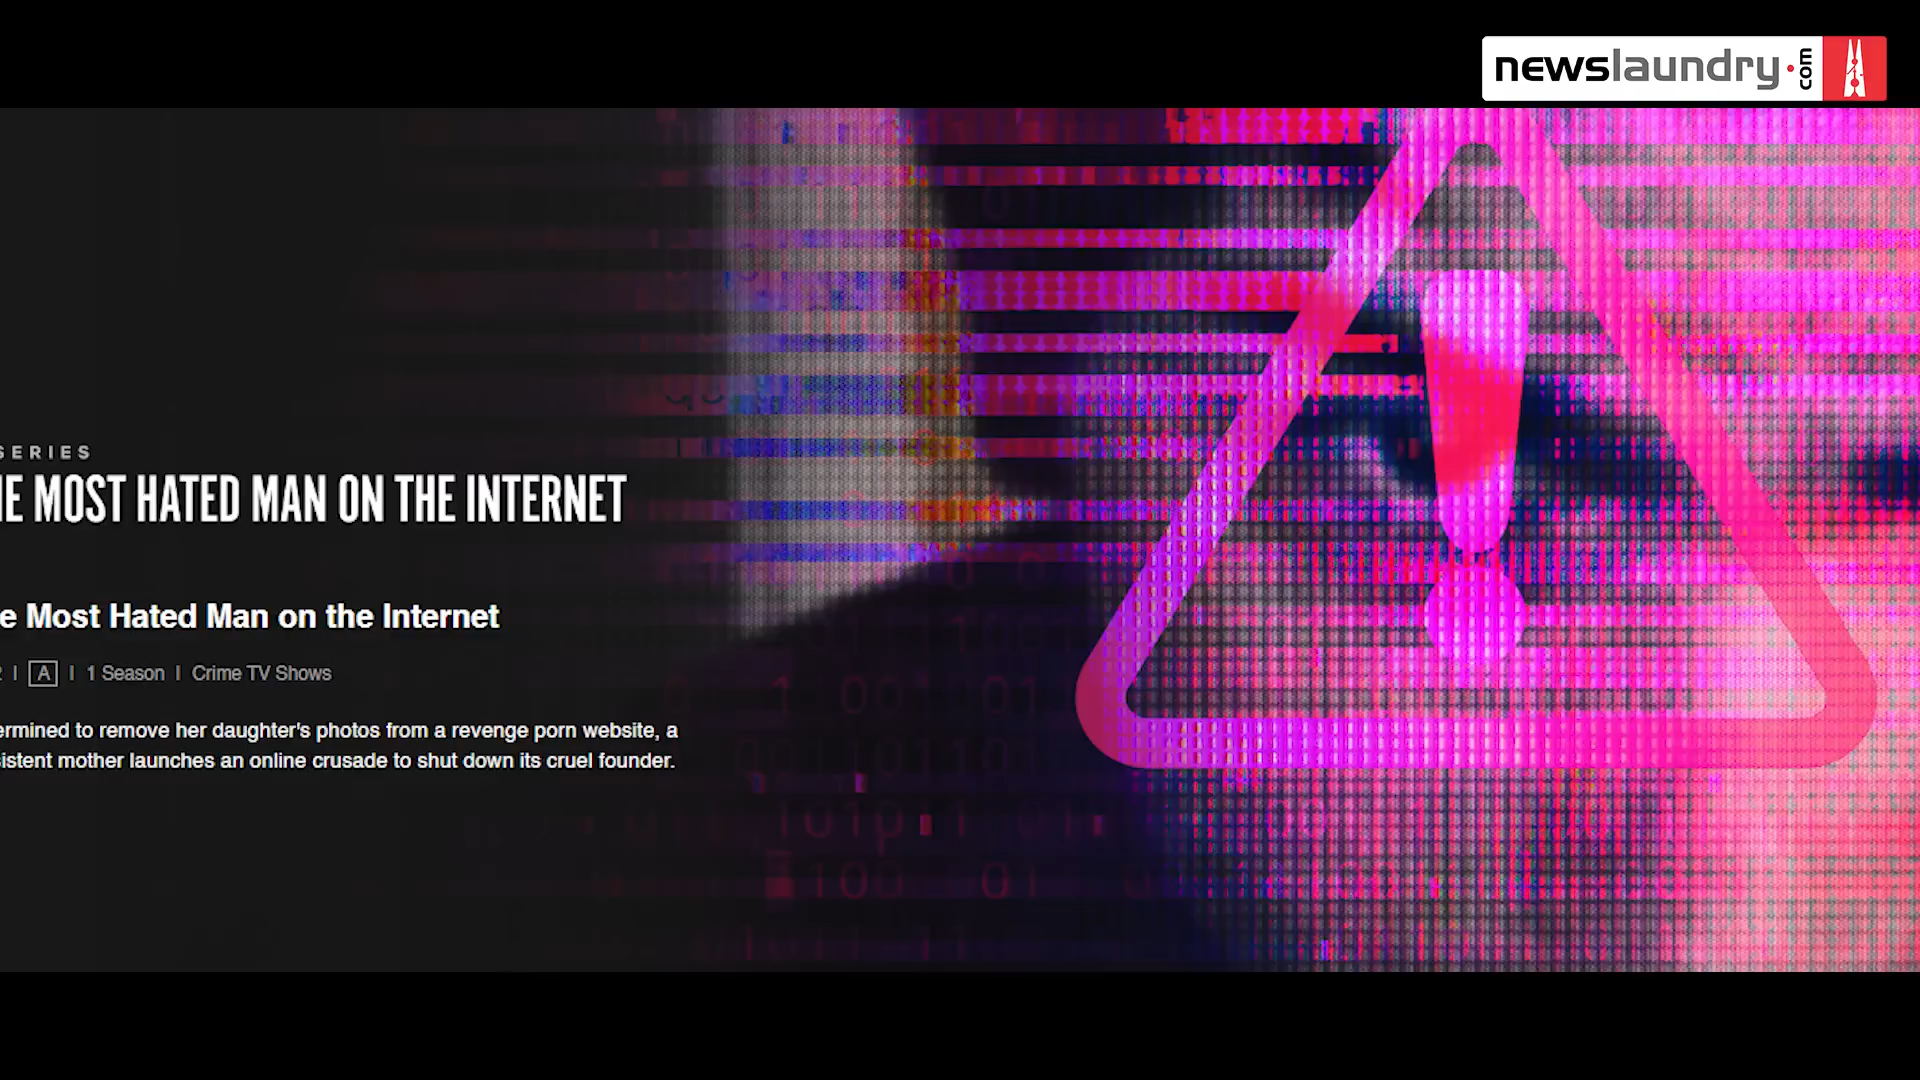 newslaundry.com
SERIES
HE MOST HATED MAN ON THE INTERNET
e Most Hated Man on the Internet
2 | A | 1 Season | Crime TV Shows
ermined to remove her daughter's photos from a revenge porn website, a
istent mother launches an online crusade to shut down its cruel founder.